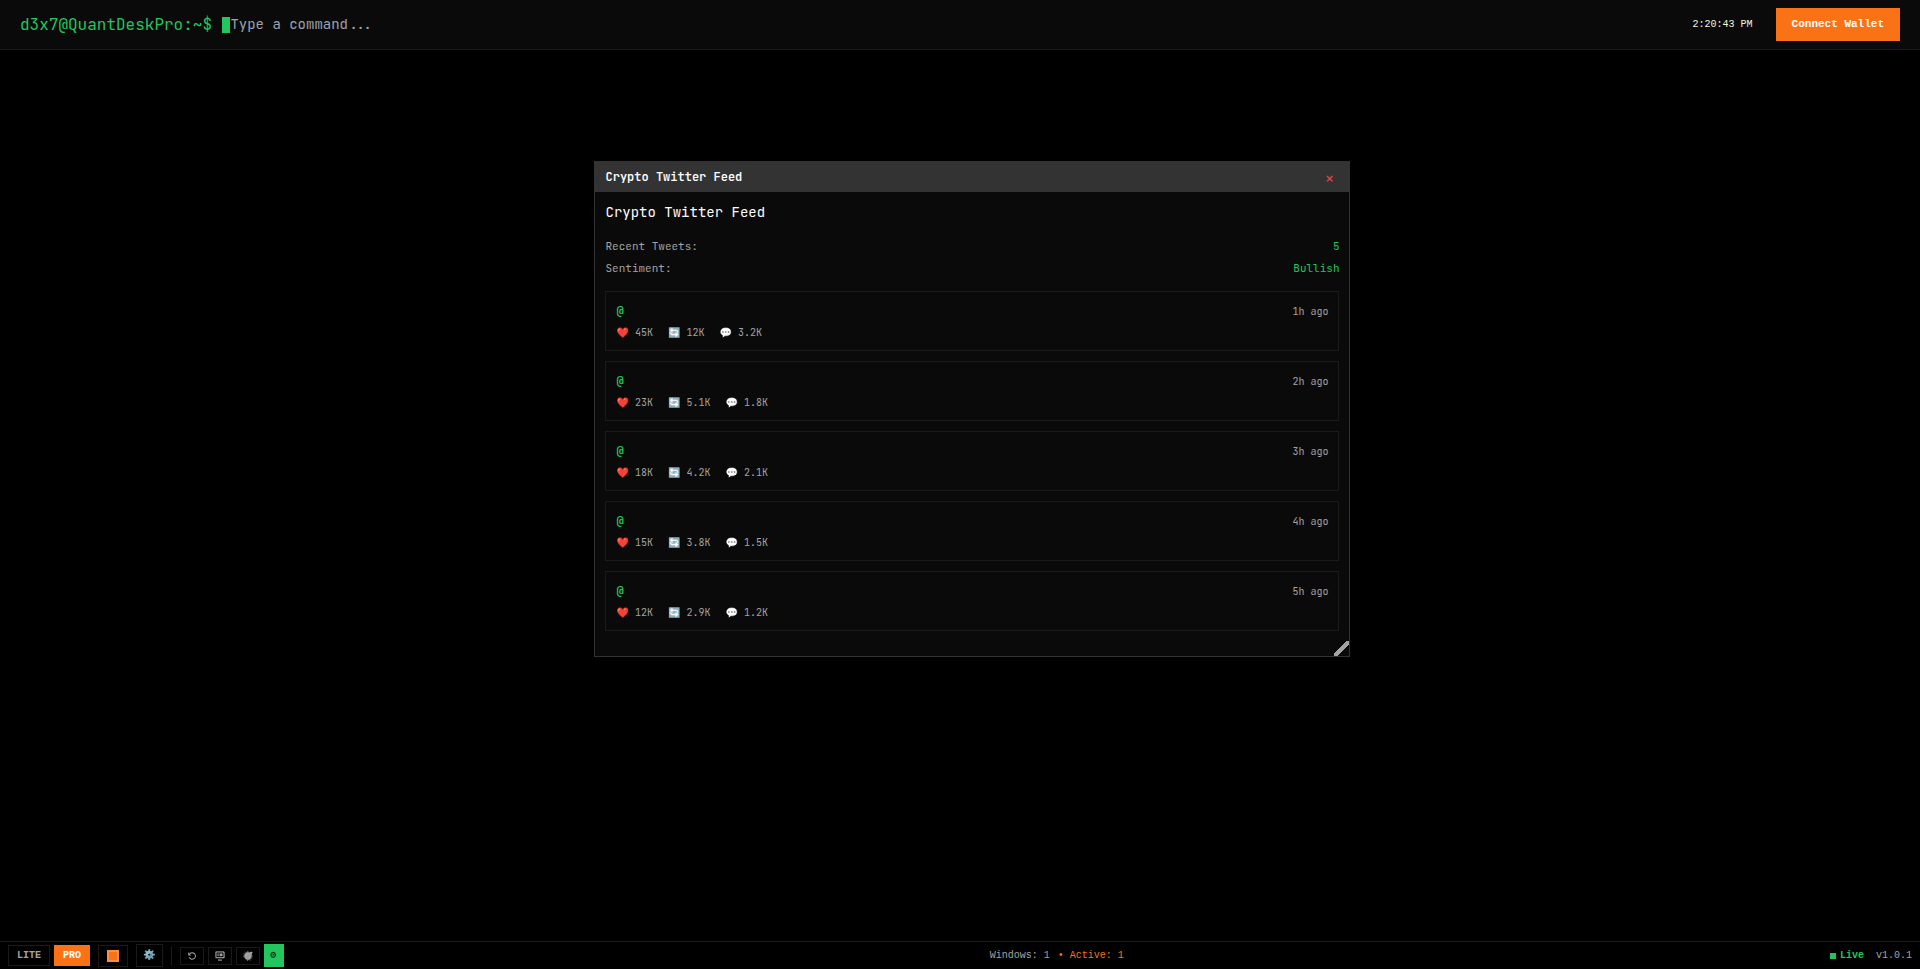 d3x7@QuantDeskPro:~$ Type a command... 2:20:43 PM Connect Wallet
Crypto Twitter Feed ×
Crypto Twitter Feed
Recent Tweets: 5
Sentiment: Bullish
@ 1h ago
❤️ 45K 🔄 12K 💬 3.2K
@ 2h ago
❤️ 23K 🔄 5.1K 💬 1.8K
@ 3h ago
❤️ 18K 🔄 4.2K 💬 2.1K
@ 4h ago
❤️ 15K 🔄 3.8K 💬 1.5K
@ 5h ago
❤️ 12K 🔄 2.9K 💬 1.2K
LITE PRO Windows: 1 • Active: 1 Live v1.0.1